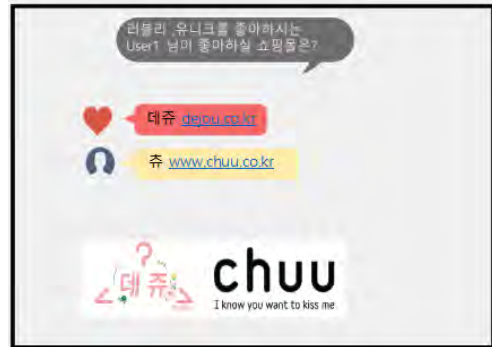 러블리 ,유니크를 좋아하시는
User1 님이 좋아하실 쇼핑몰은?
데쥬 dejou.co.kr
츄 www.chuu.co.kr
데쥬
chuu
I know you want to kiss me